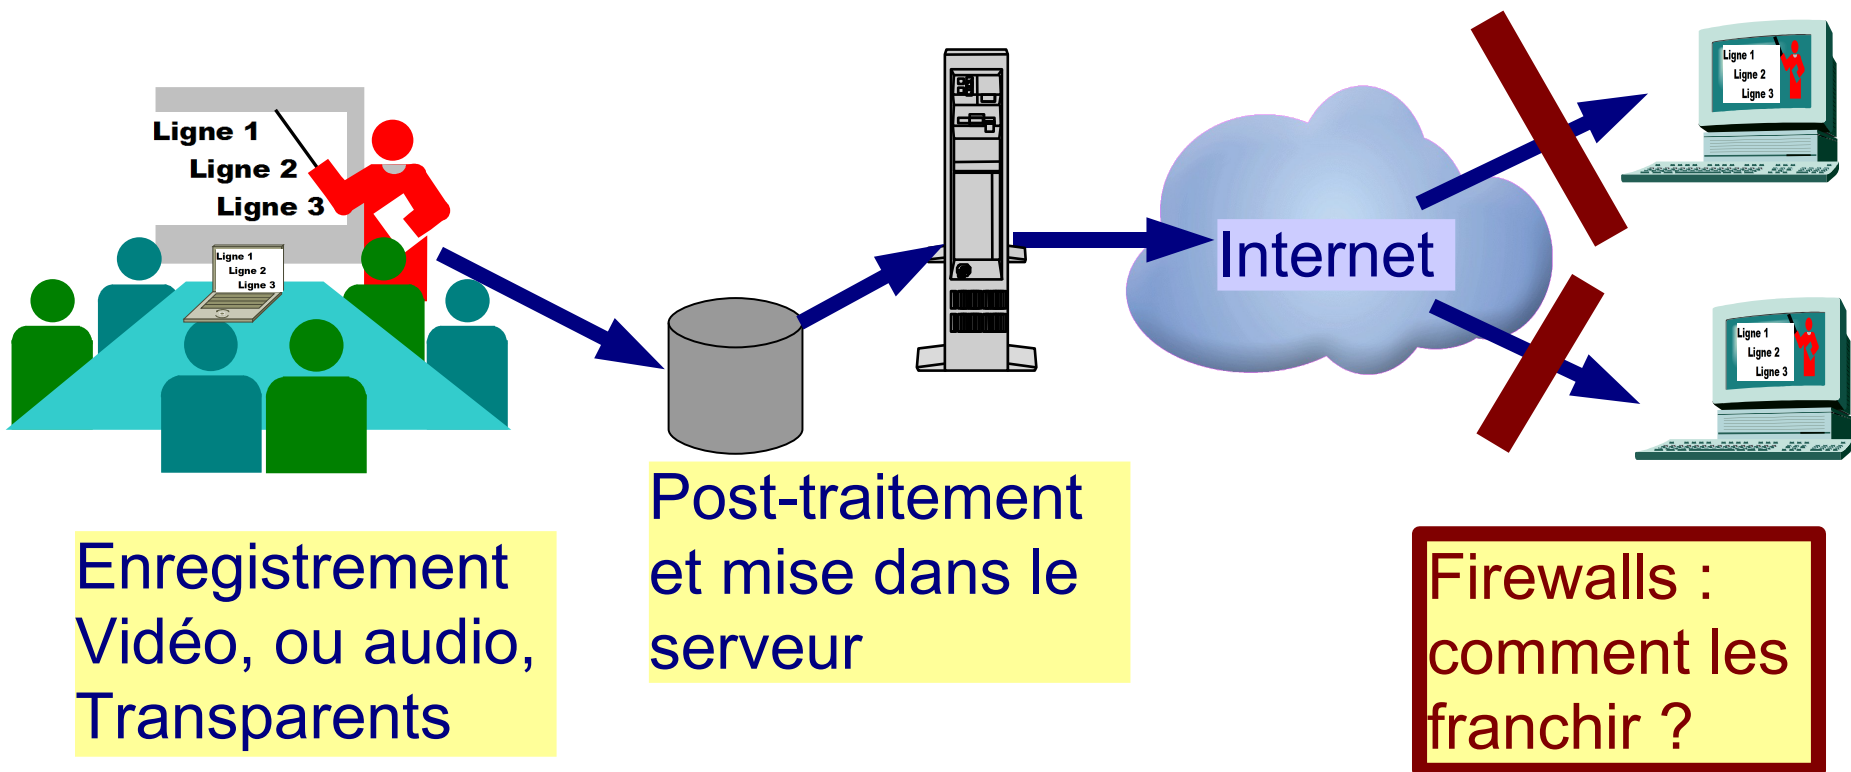 Ligne 1
Ligne 2
Ligne 3
Ligne 1
Ligne 2
Ligne 3
Internet
Ligne 1
Ligne 2
Ligne 3
Ligne 1
Ligne 2
Ligne 3
Enregistrement
Vidéo, ou audio,
Transparents
Post-traitement
et mise dans le
serveur
Firewalls :
comment les
franchir ?